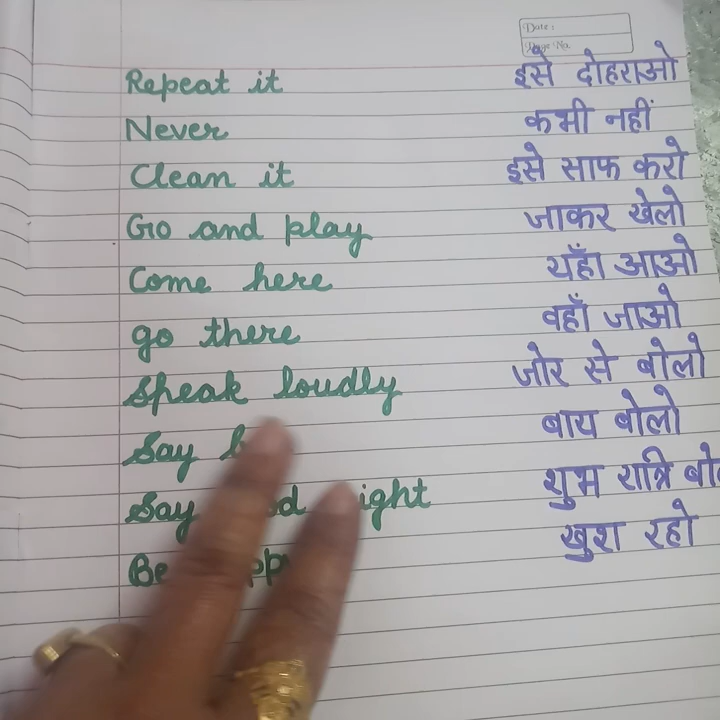 Date :
Page No.
Repeat it इसे दोहराओ
Never कभी नहीं
Clean it इसे साफ करो
Go and play जाकर खेलो
Come here यहाँ आओ
go there वहाँ जाओ
Speak loudly जोर से बोलो
Say बाय बोलो
Say शुभ रात्रि
Be खुश रहो